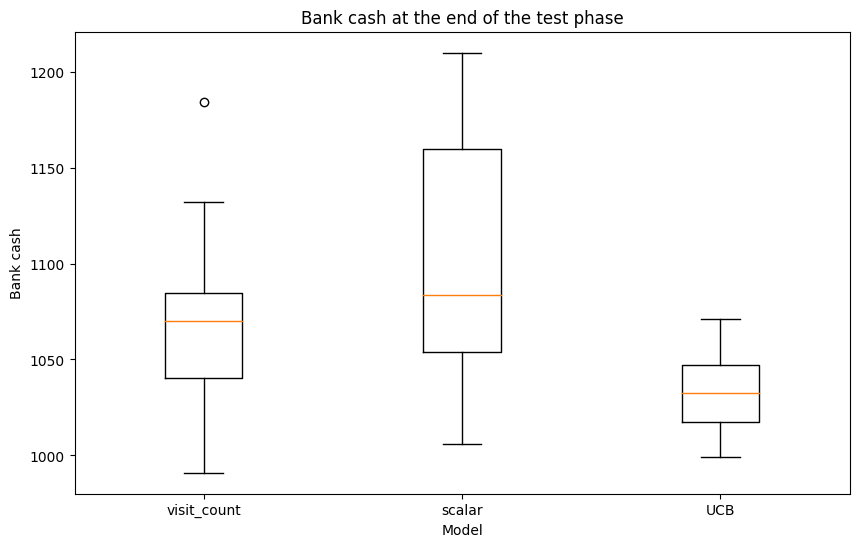 Bank cash at the end of the test phase
1200
1150
1100
1050
1000
Bank cash
visit_count
scalar
UCB
Model